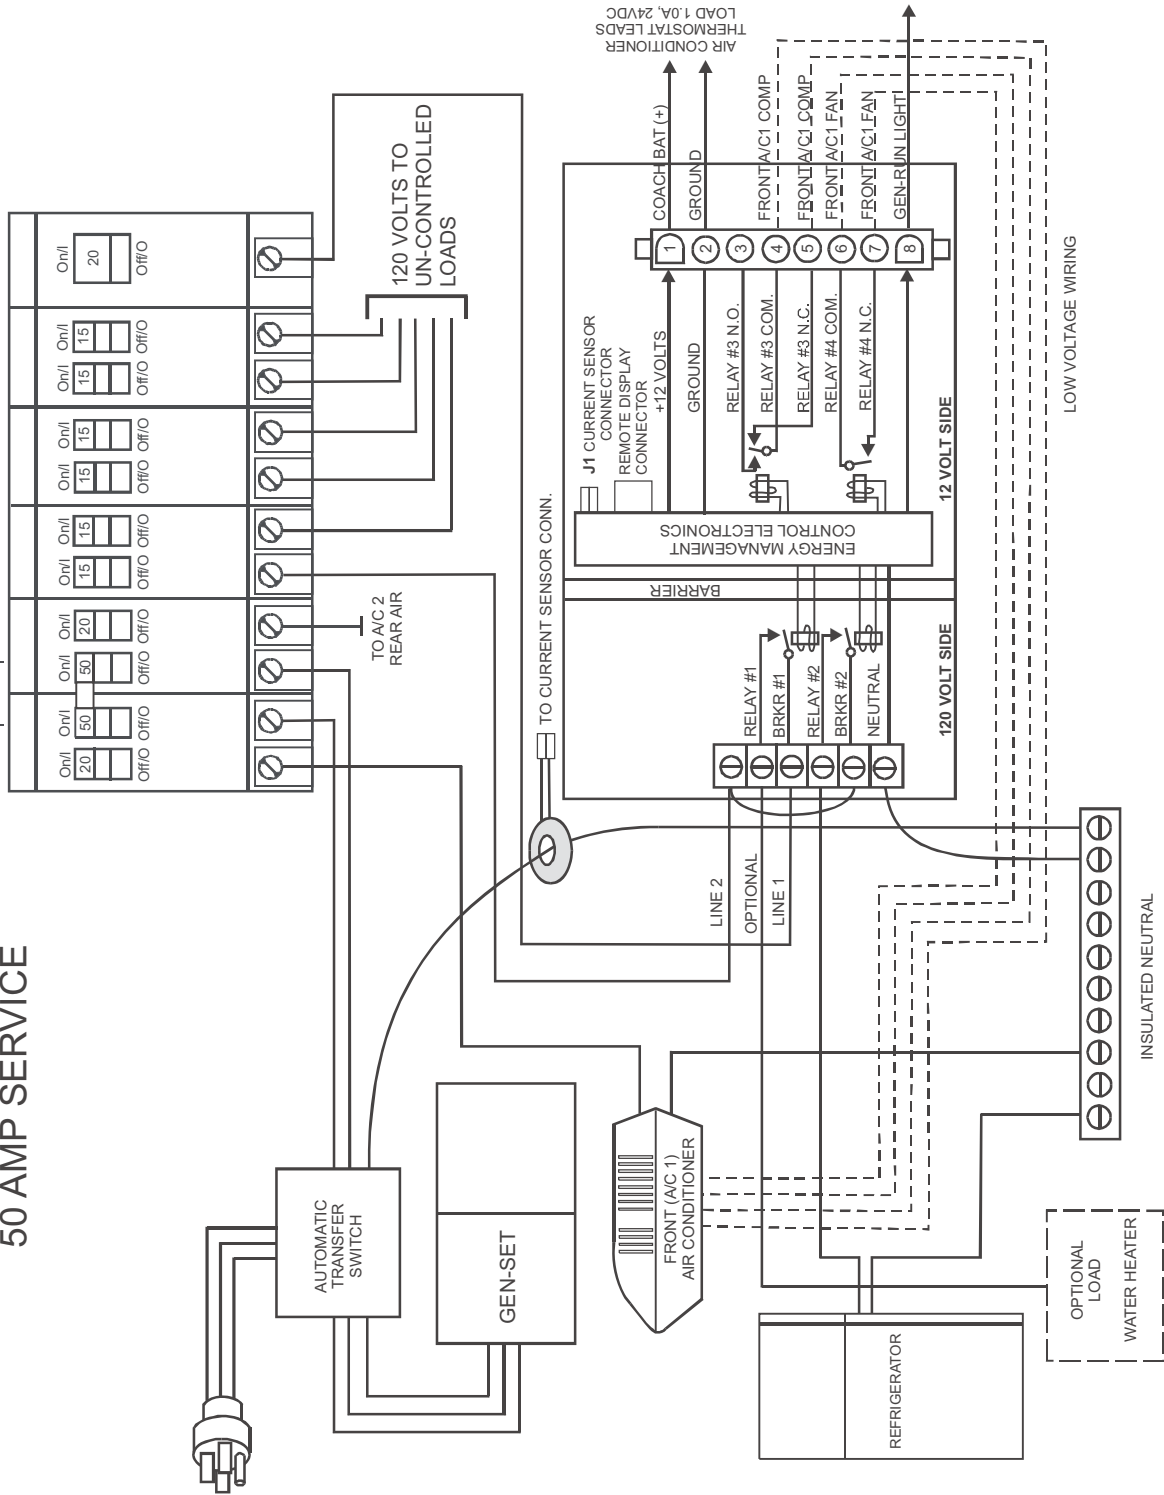 50 AMP SERVICE
On/I
20
Off/O
On/I
50
Off/O
On/I
50
Off/O
On/I
20
Off/O
On/I
15
Off/O
On/I
15
Off/O
On/I
15
Off/O
On/I
15
Off/O
On/I
15
Off/O
On/I
15
Off/O
On/I
20
Off/O
TO A/C 2
REAR AIR
120 VOLTS TO
UN-CONTROLLED
LOADS
AUTOMATIC
TRANSFER
SWITCH
GEN-SET
TO CURRENT SENSOR CONN.
FRONT (A/C 1)
AIR CONDITIONER
LINE 2
OPTIONAL
LINE 1
RELAY #1
BRKR #1
RELAY #2
BRKR #2
NEUTRAL
120 VOLT SIDE
BARRIER
ENERGY MANAGEMENT
CONTROL ELECTRONICS
J1 CURRENT SENSOR
CONNECTOR
REMOTE DISPLAY
CONNECTOR
+12 VOLTS
GROUND
RELAY #3 N.O.
RELAY #3 COM.
RELAY #3 N.C.
RELAY #4 COM.
RELAY #4 N.C.
12 VOLT SIDE
1
2
3
4
5
6
7
8
COACH BAT (+)
GROUND
FRONT A/C1 COMP
FRONT A/C1 COMP
FRONT A/C1 FAN
FRONT A/C1 FAN
GEN-RUN LIGHT
AIR CONDITIONER
THERMOSTAT LEADS
LOAD 1.0A, 24VDC
LOW VOLTAGE WIRING
REFRIGERATOR
OPTIONAL
LOAD
WATER HEATER
INSULATED NEUTRAL